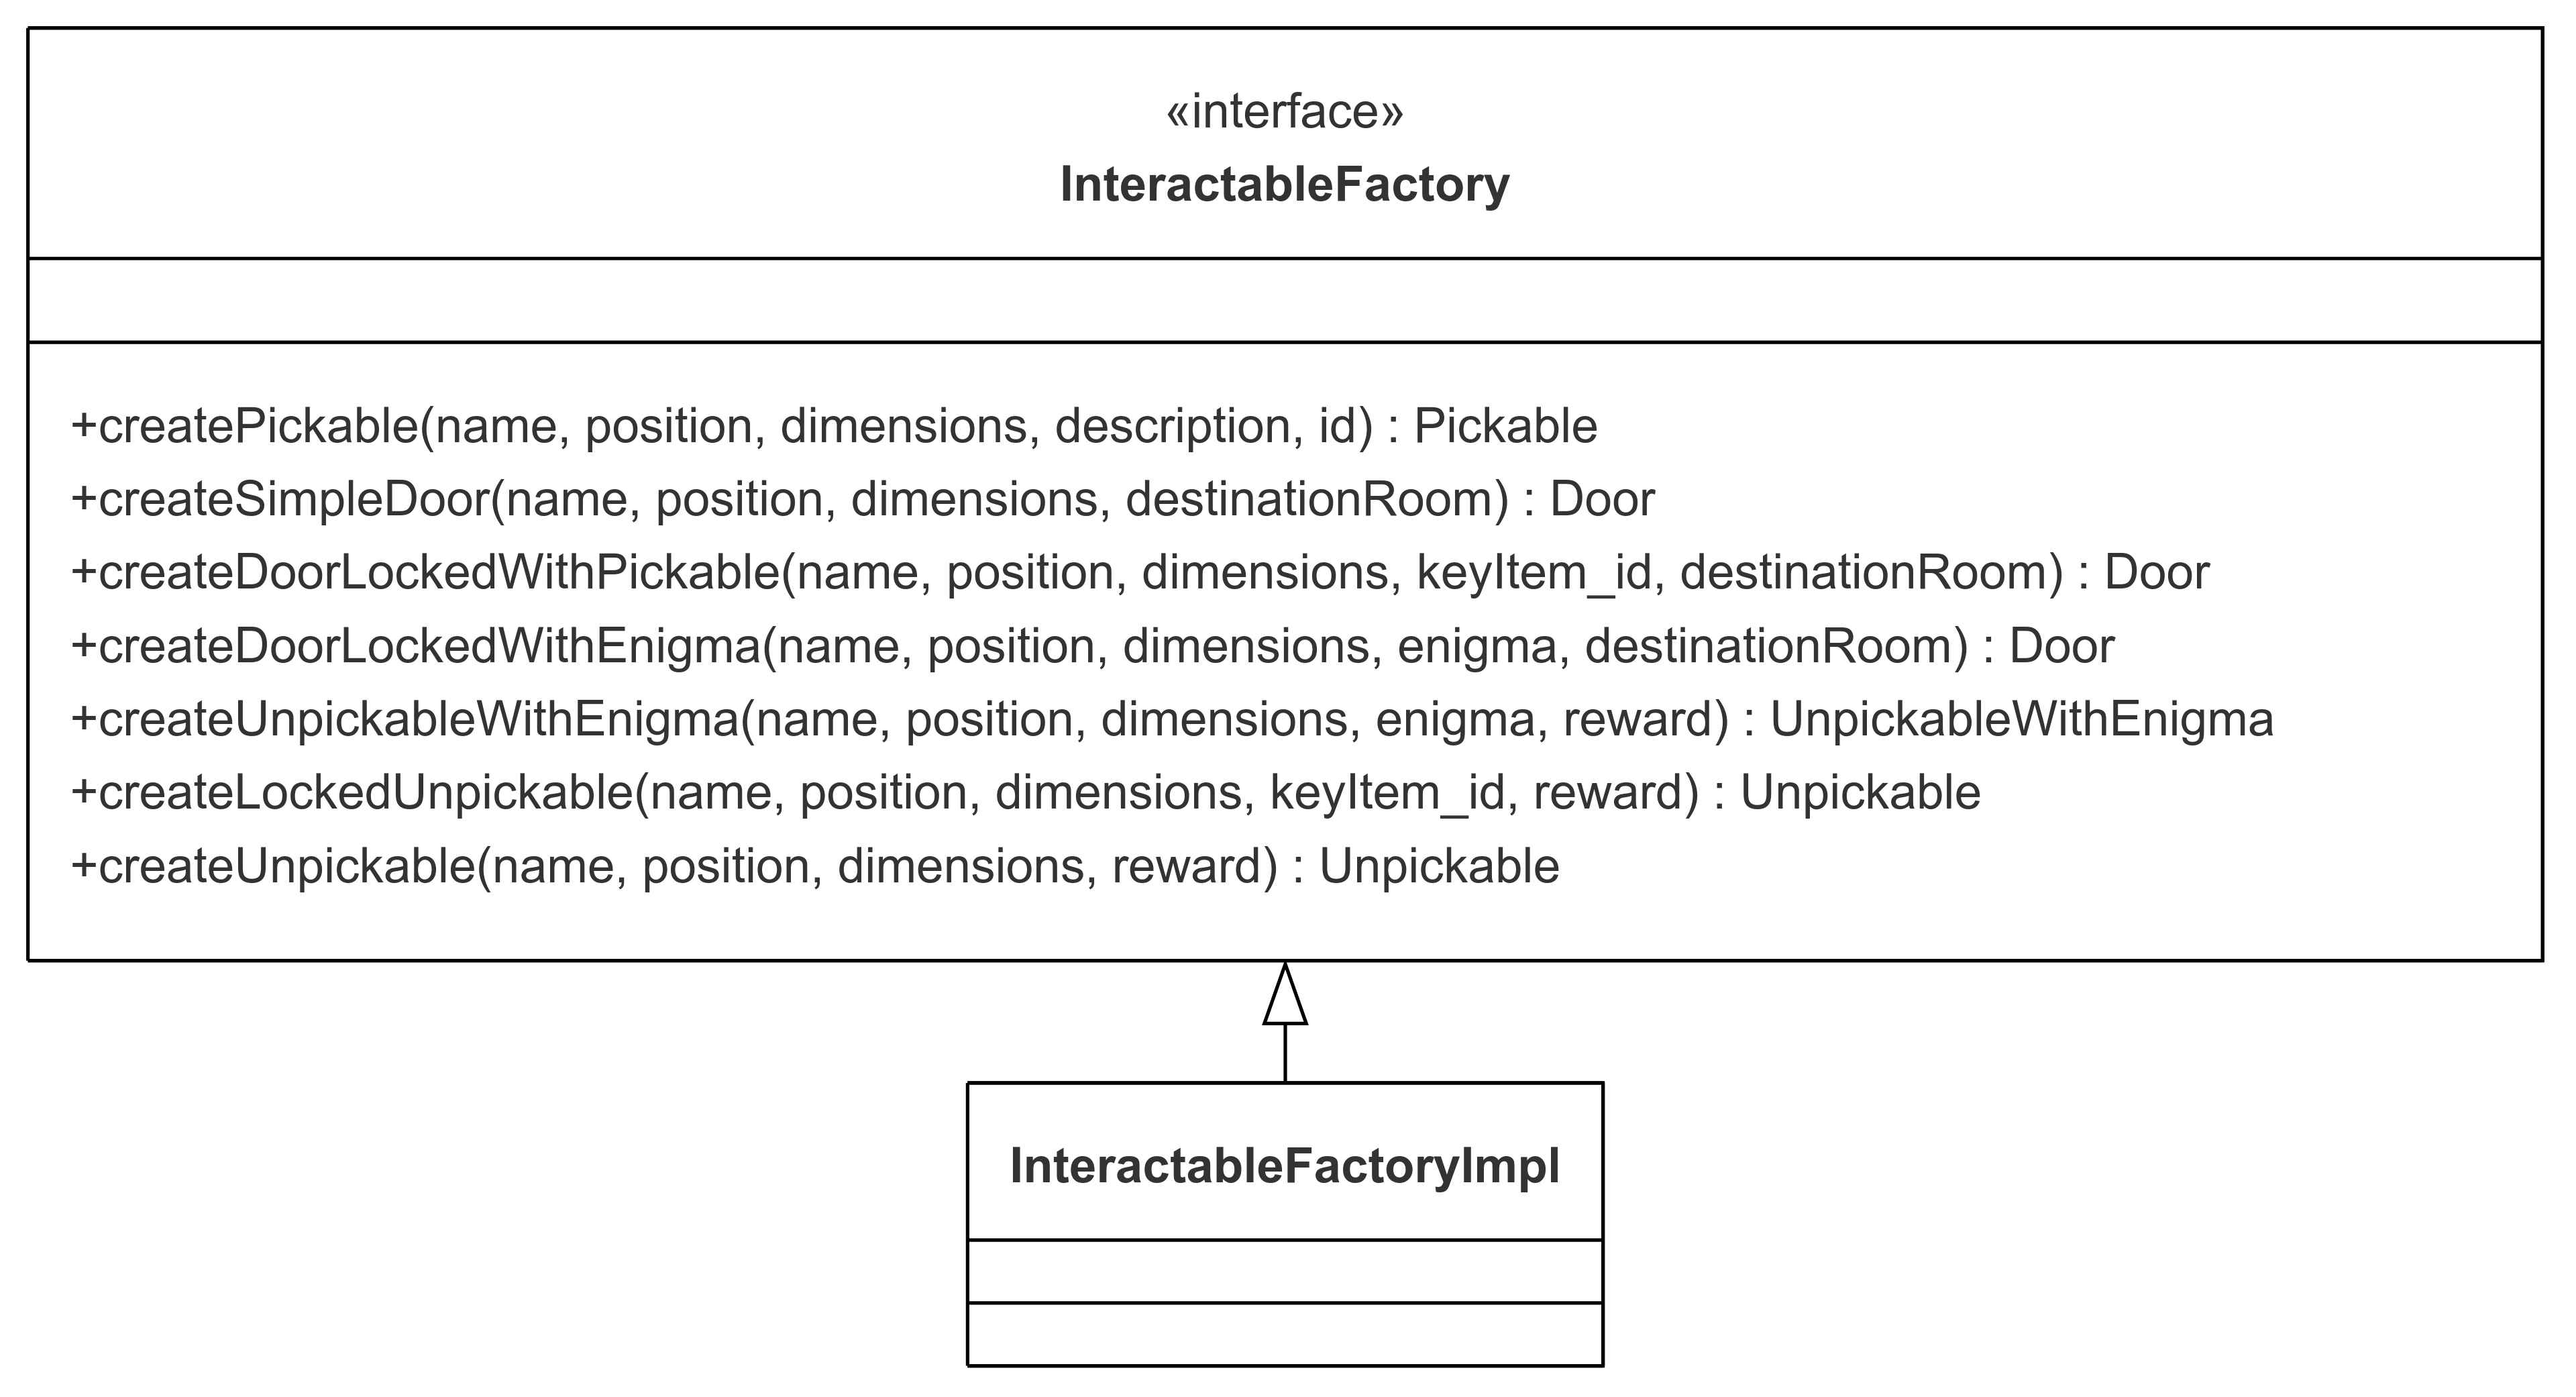 «interface»
InteractableFactory
+createPickable(name, position, dimensions, description, id) : Pickable
+createSimpleDoor(name, position, dimensions, destinationRoom) : Door
+createDoorLockedWithPickable(name, position, dimensions, keyItem_id, destinationRoom) : Door
+createDoorLockedWithEnigma(name, position, dimensions, enigma, destinationRoom) : Door
+createUnpickableWithEnigma(name, position, dimensions, enigma, reward) : UnpickableWithEnigma
+createLockedUnpickable(name, position, dimensions, keyItem_id, reward) : Unpickable
+createUnpickable(name, position, dimensions, reward) : Unpickable
InteractableFactoryImpl